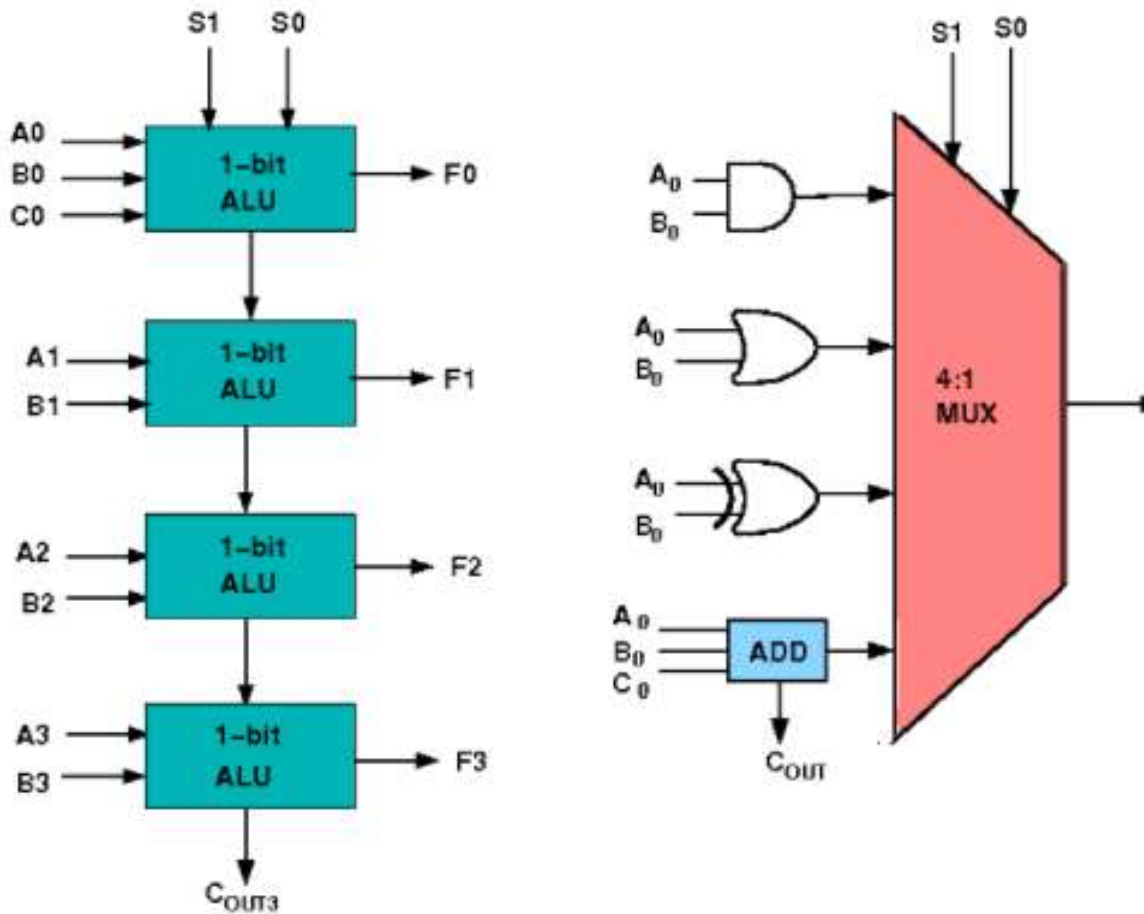 S1 S0
A0
B0
C0
1-bit
ALU
F0
A1
B1
1-bit
ALU
F1
A2
B2
1-bit
ALU
F2
A3
B3
1-bit
ALU
F3
COUT3
S1 S0
A0
B0
A0
B0
A0
B0
A0
B0
C0
ADD
COUT
4:1
MUX